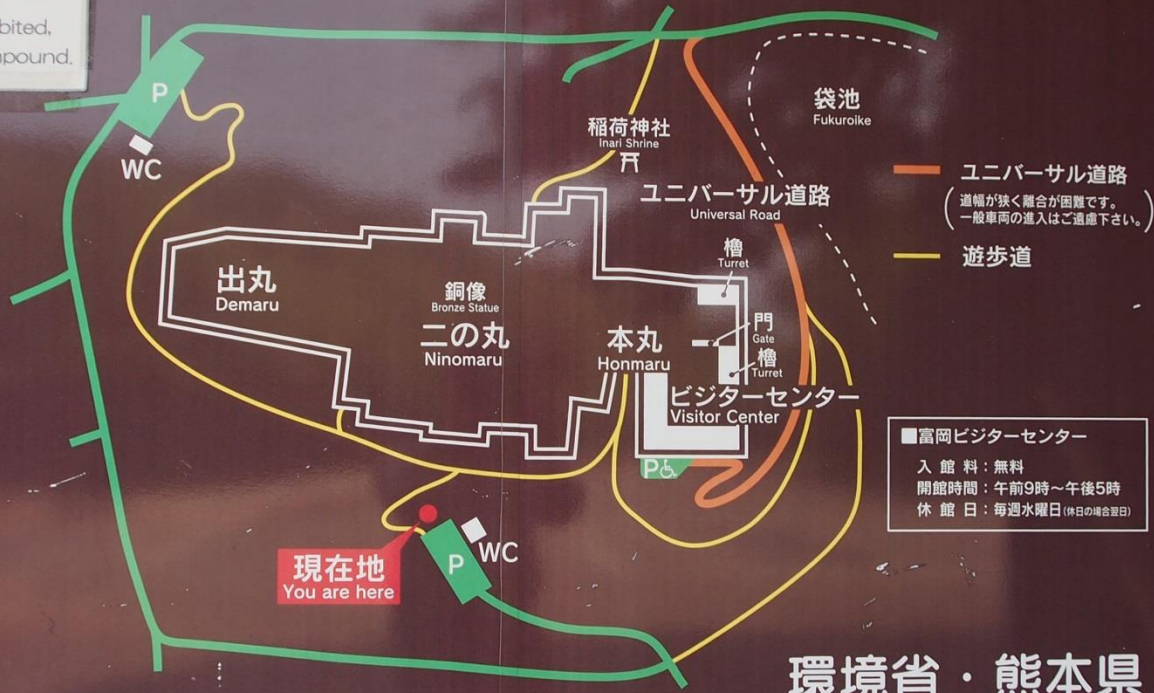 bited,
pound.
P
WC
稲荷神社
Inari Shrine
袋池
Fukuroike
ユニバーサル道路
Universal Road
ユニバーサル道路
(道幅が狭く離合が困難です。
一般車両の進入はご遠慮下さい。)
遊歩道
櫓
Turret
出丸
Demaru
銅像
Bronze Statue
二の丸
Ninomaru
本丸
Honmaru
門
Gate
櫓
Turret
ビジターセンター
Visitor Center
P♿
■富岡ビジターセンター
入館料：無料
開館時間：午前9時～午後5時
休館日：毎週水曜日(休日の場合翌日)
現在地
You are here
P
WC
環境省・熊本県